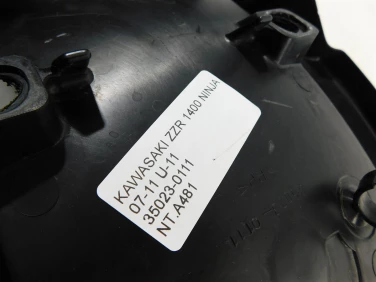 KAWASAKI ZZR 1400 NINJA
07-11 U-11
35023-0111
NT.A481